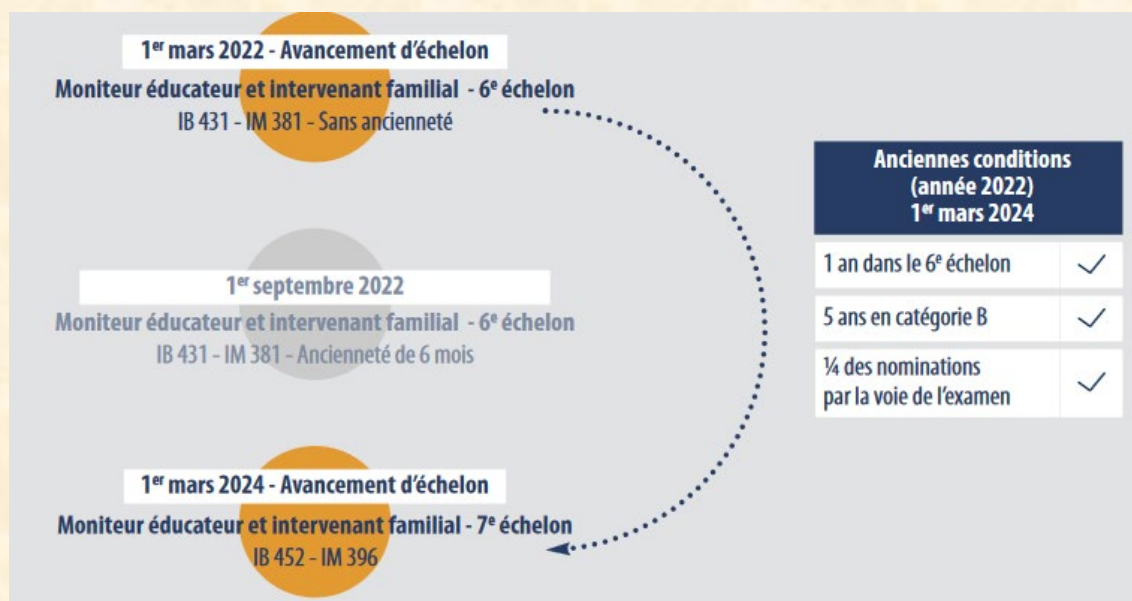 1er mars 2022 - Avancement d'échelon
Moniteur éducateur et intervenant familial - 6e échelon
IB 431 - IM 381 - Sans ancienneté
1er septembre 2022
Moniteur éducateur et intervenant familial - 6e échelon
IB 431 - IM 381 - Ancienneté de 6 mois
1er mars 2024 - Avancement d'échelon
Moniteur éducateur et intervenant familial - 7e échelon
IB 452 - IM 396
Anciennes conditions
(année 2022)
1er mars 2024
1 an dans le 6e échelon ✓
5 ans en catégorie B ✓
¼ des nominations
par la voie de l'examen ✓